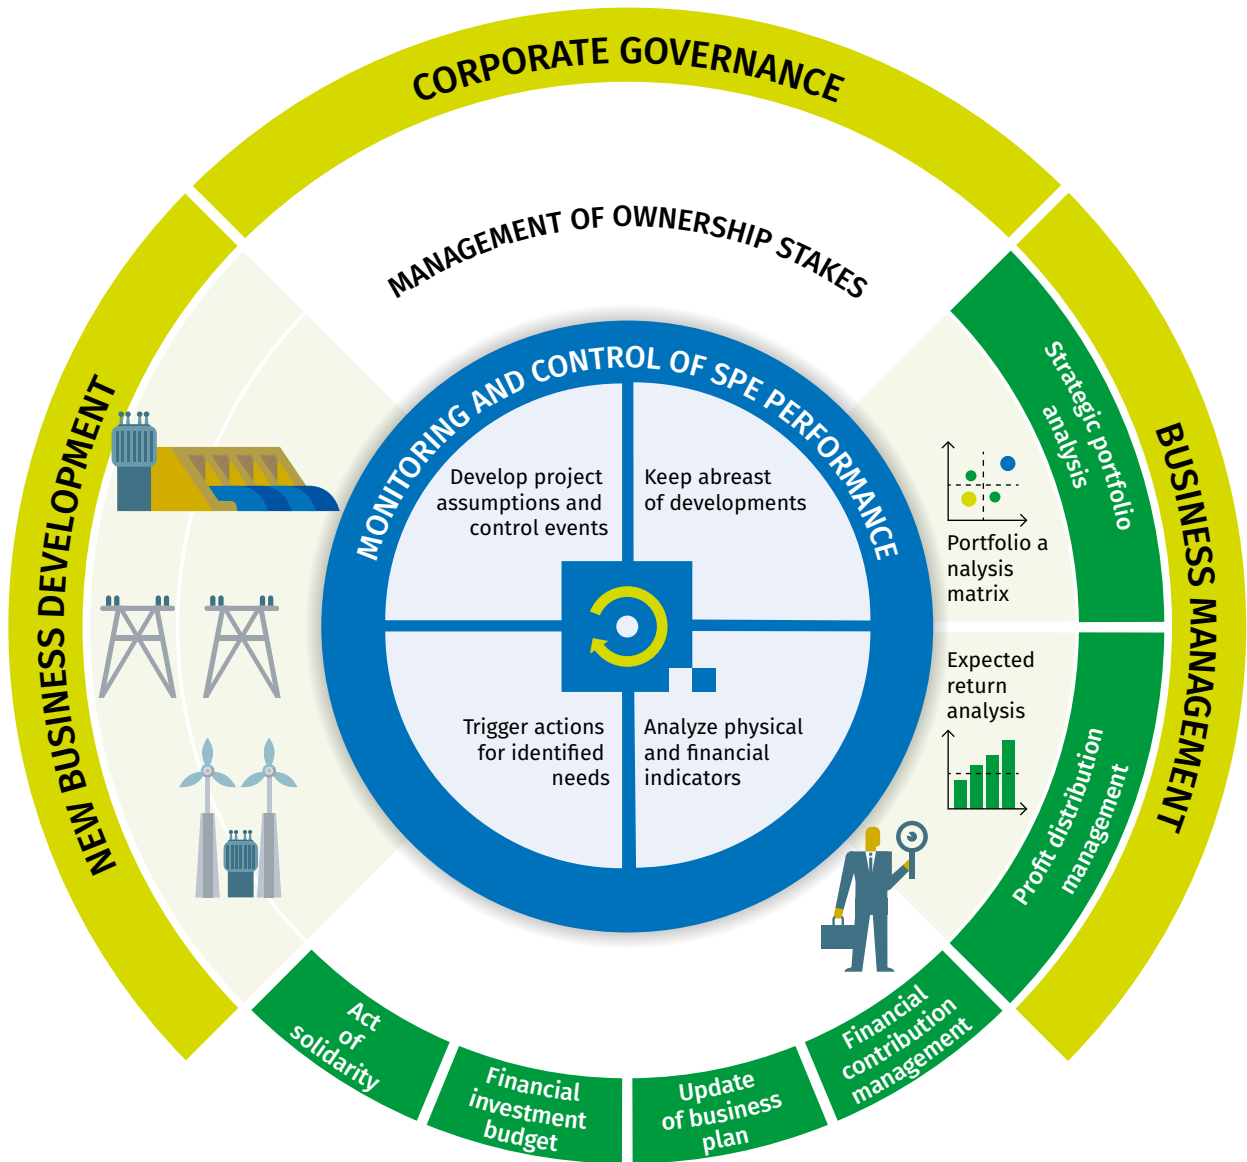 CORPORATE GOVERNANCE
MANAGEMENT OF OWNERSHIP STAKES
NEW BUSINESS DEVELOPMENT
BUSINESS MANAGEMENT
MONITORING AND CONTROL OF SPE PERFORMANCE
Develop project
assumptions and
control events
Keep abreast
of developments
Trigger actions
for identified
needs
Analyze physical
and financial
indicators
Strategic portfolio
analysis
Portfolio a
nalysis
matrix
Expected
return
analysis
Profit distribution
management
Act
of
solidarity
Financial
investment
budget
Update
of business
plan
Financial
contribution
management